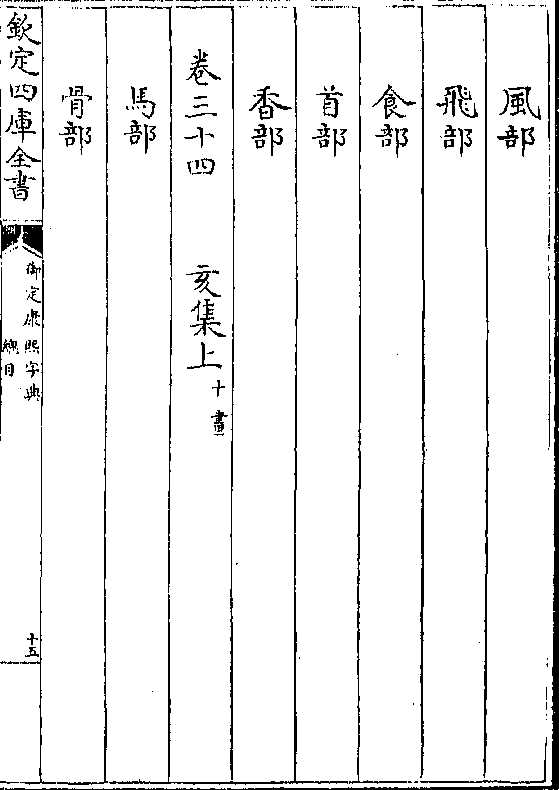 風部
飛部
食部
首部
香部
卷三十四 亥集上十畫
馬部
骨部
欽定四庫全書
御定康熙字典
總目
十五